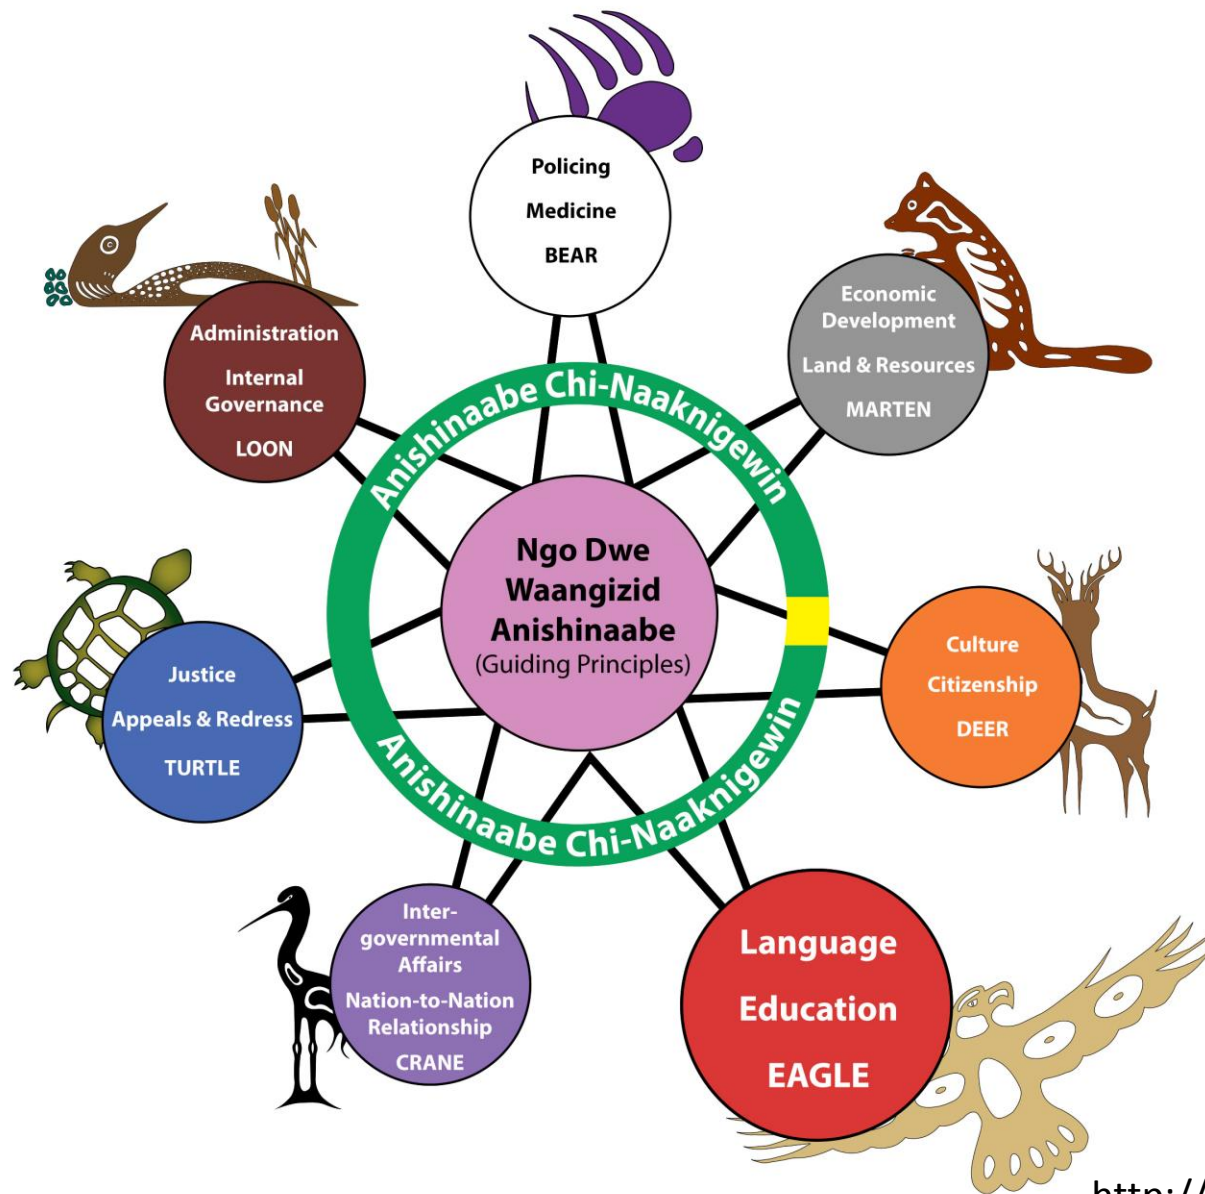 Policing
Medicine
BEAR
Economic
Development
Land & Resources
MARTEN
Administration
Internal
Governance
LOON
Anishinaabe Chi-Naaknigewin
Ngo Dwe
Waangizid
Anishinaabe
(Guiding Principles)
Culture
Citizenship
DEER
Justice
Appeals & Redress
TURTLE
Anishinaabe Chi-Naaknigewin
Inter-
governmental
Affairs
Nation-to-Nation
Relationship
CRANE
Language
Education
EAGLE
http://